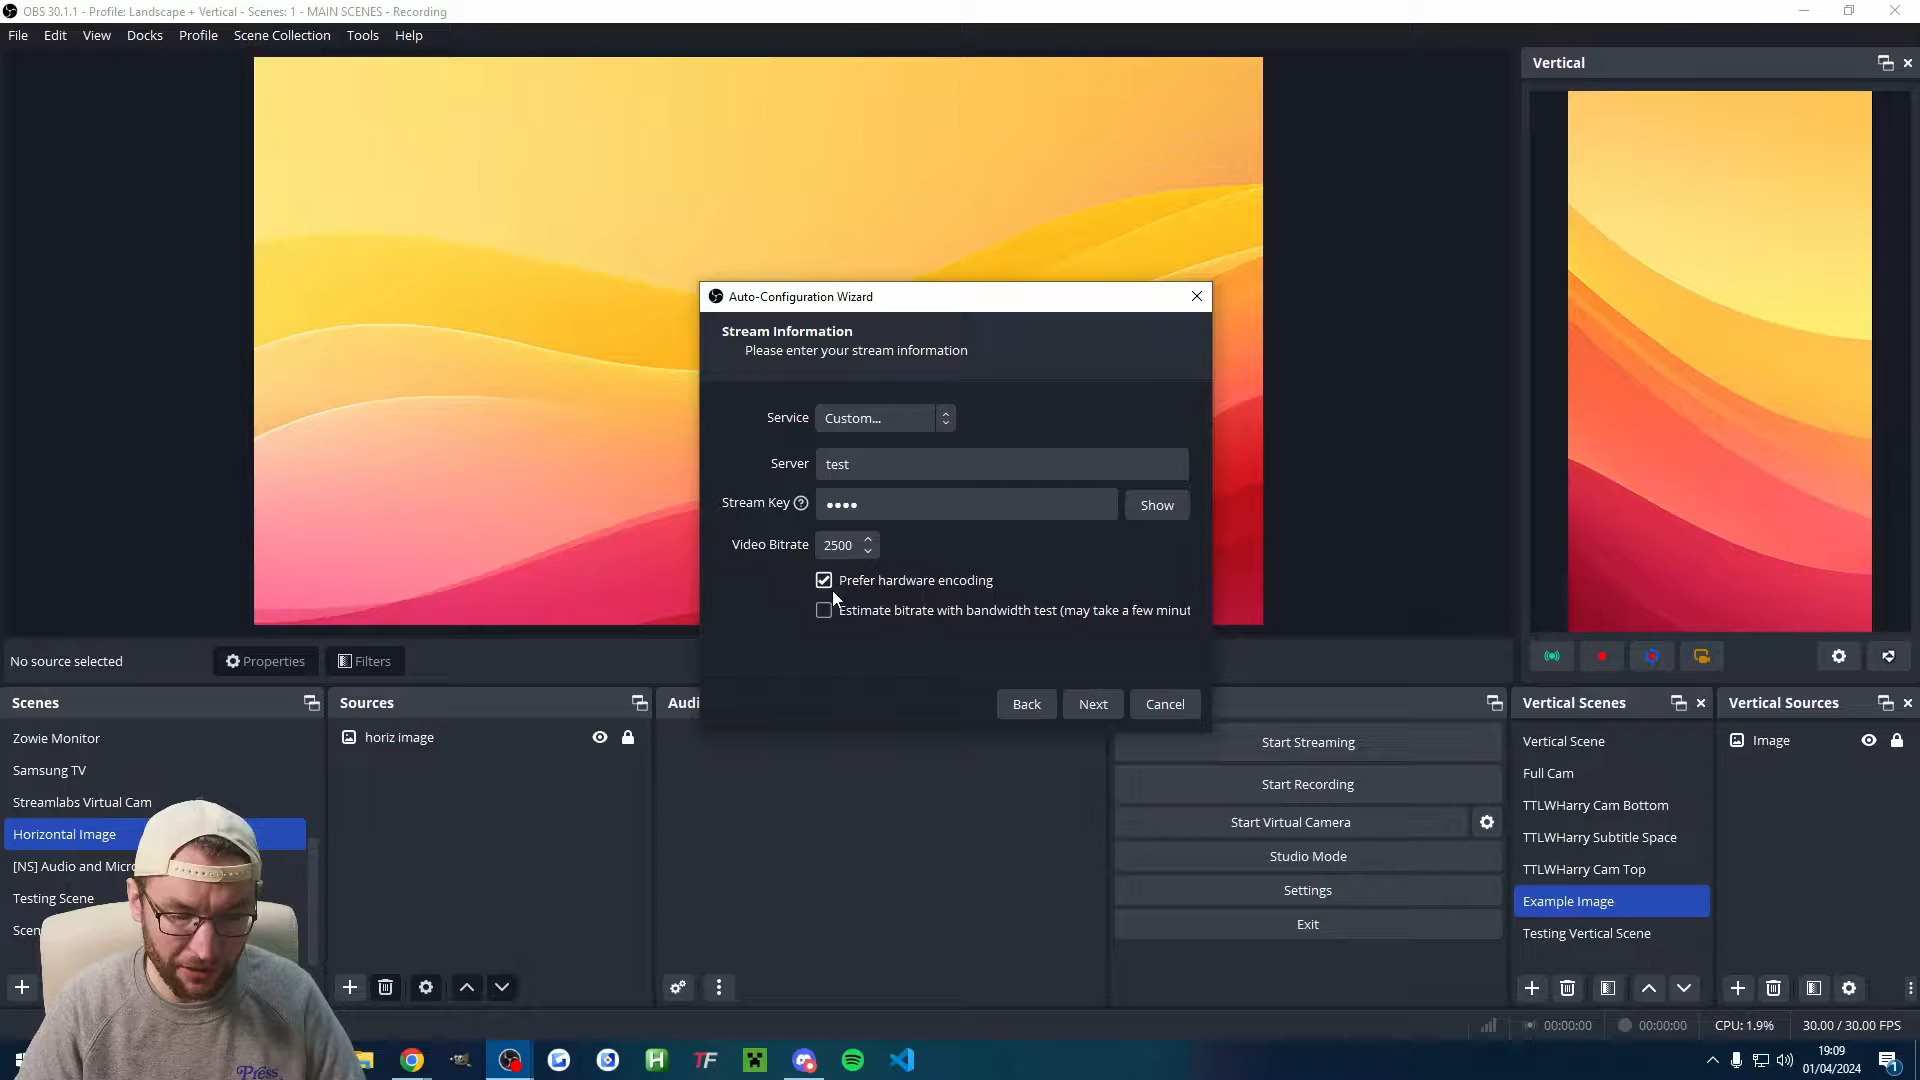 OBS 30.1.1 - Profile: Landscape + Vertical - Scenes: 1 - MAIN SCENES - Recording
File Edit View Docks Profile Scene Collection Tools Help
Vertical
Auto-Configuration Wizard
Stream Information
Please enter your stream information
Service Custom...
Server test
Stream Key ? ●●●● Show
Video Bitrate 2500
Prefer hardware encoding
Estimate bitrate with bandwidth test (may take a few minut
Back Next Cancel
No source selected Properties Filters
Scenes
Zowie Monitor
Samsung TV
Streamlabs Virtual Cam
Horizontal Image
[NS] Audio and Micro
Testing Scene
Scen
Sources
horiz image
Audi
Start Streaming
Start Recording
Start Virtual Camera
Studio Mode
Settings
Exit
Vertical Scenes
Vertical Scene
Full Cam
TTLWHarry Cam Bottom
TTLWHarry Subtitle Space
TTLWHarry Cam Top
Example Image
Testing Vertical Scene
Vertical Sources
Image
00:00:00 00:00:00 CPU: 1.9% 30.00 / 30.00 FPS
H TF
19:09
01/04/2024
1
Press